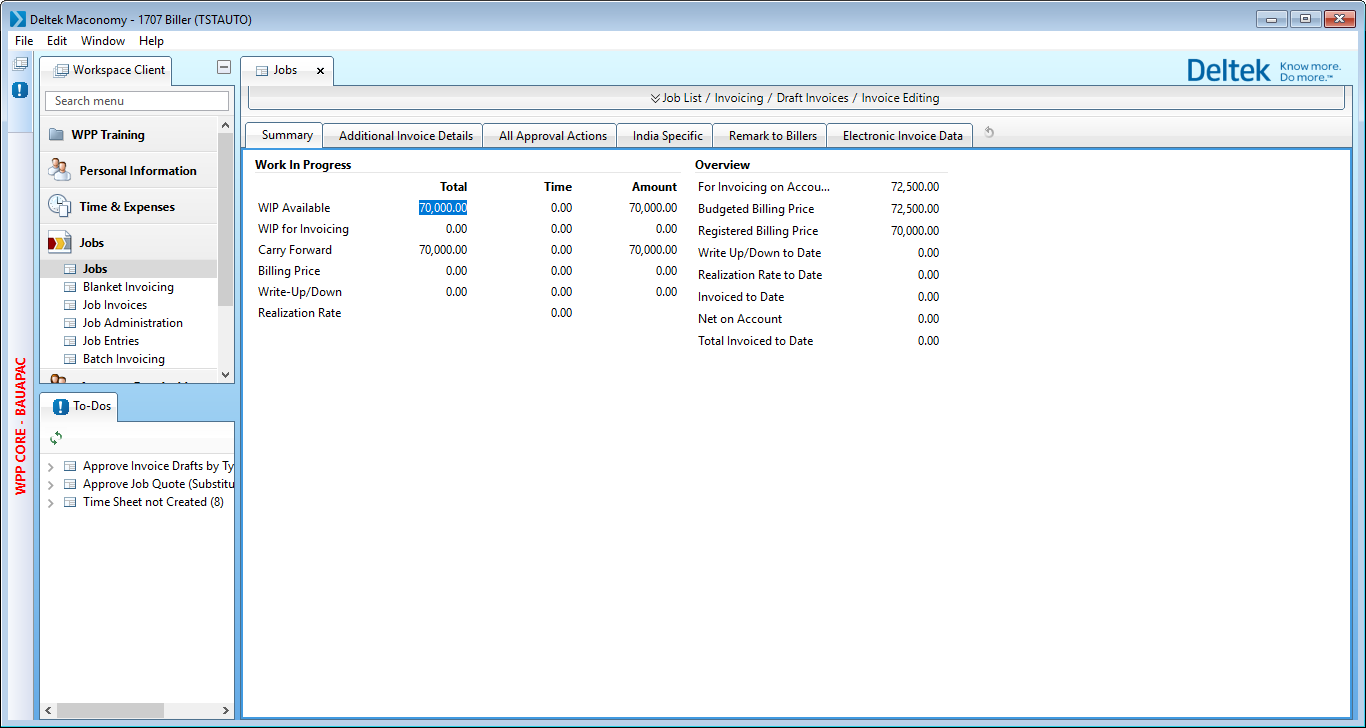 Deltek Maconomy - 1707 Biller (TSTAUTO)
File Edit Window Help
Workspace Client
Search menu
WPP Training
Personal Information
Time & Expenses
Jobs
Jobs
Blanket Invoicing
Job Invoices
Job Administration
Job Entries
Batch Invoicing
WPP CORE - BAUAPAC
To-Dos
Approve Invoice Drafts by Ty
Approve Job Quote (Substitu
Time Sheet not Created (8)
Jobs
Deltek Know more.
Do more.™
Job List / Invoicing / Draft Invoices / Invoice Editing
Summary Additional Invoice Details All Approval Actions India Specific Remark to Billers Electronic Invoice Data
Work In Progress
Total Time Amount
WIP Available 70,000.00 0.00 70,000.00
WIP for Invoicing 0.00 0.00 0.00
Carry Forward 70,000.00 0.00 70,000.00
Billing Price 0.00 0.00 0.00
Write-Up/Down 0.00 0.00 0.00
Realization Rate 0.00
Overview
For Invoicing on Accou... 72,500.00
Budgeted Billing Price 72,500.00
Registered Billing Price 70,000.00
Write Up/Down to Date 0.00
Realization Rate to Date 0.00
Invoiced to Date 0.00
Net on Account 0.00
Total Invoiced to Date 0.00